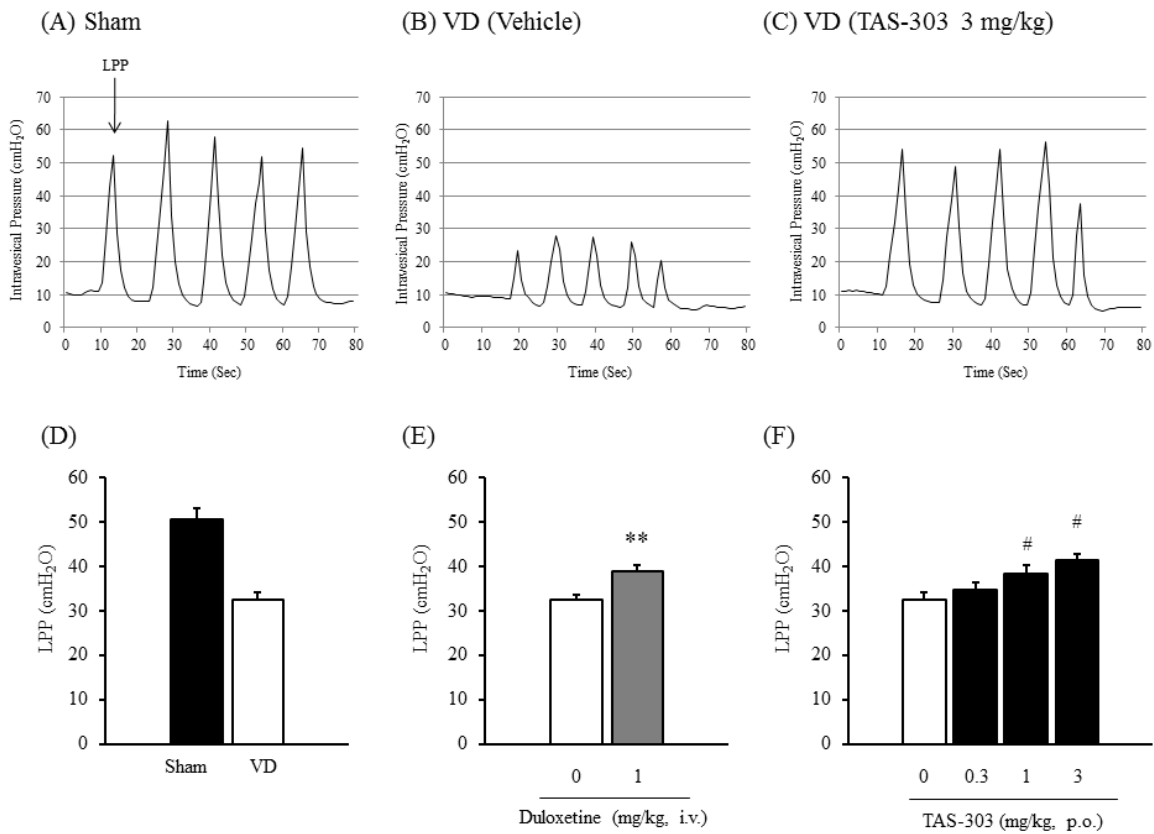 (A) Sham
LPP
Intravesical Pressure (cmH₂O)
70
60
50
40
30
20
10
0
0 10 20 30 40 50 60 70 80
Time (Sec)
(B) VD (Vehicle)
Intravesical Pressure (cmH₂O)
70
60
50
40
30
20
10
0
0 10 20 30 40 50 60 70 80
Time (Sec)
(C) VD (TAS-303 3 mg/kg)
Intravesical Pressure (cmH₂O)
70
60
50
40
30
20
10
0
0 10 20 30 40 50 60 70 80
Time (Sec)
(D)
LPP (cmH₂O)
60
50
40
30
20
10
0
Sham VD
(E)
LPP (cmH₂O)
60
50
40
30
20
10
0
**
0 1
Duloxetine (mg/kg, i.v.)
(F)
LPP (cmH₂O)
60
50
40
30
20
10
0
# #
0 0.3 1 3
TAS-303 (mg/kg, p.o.)